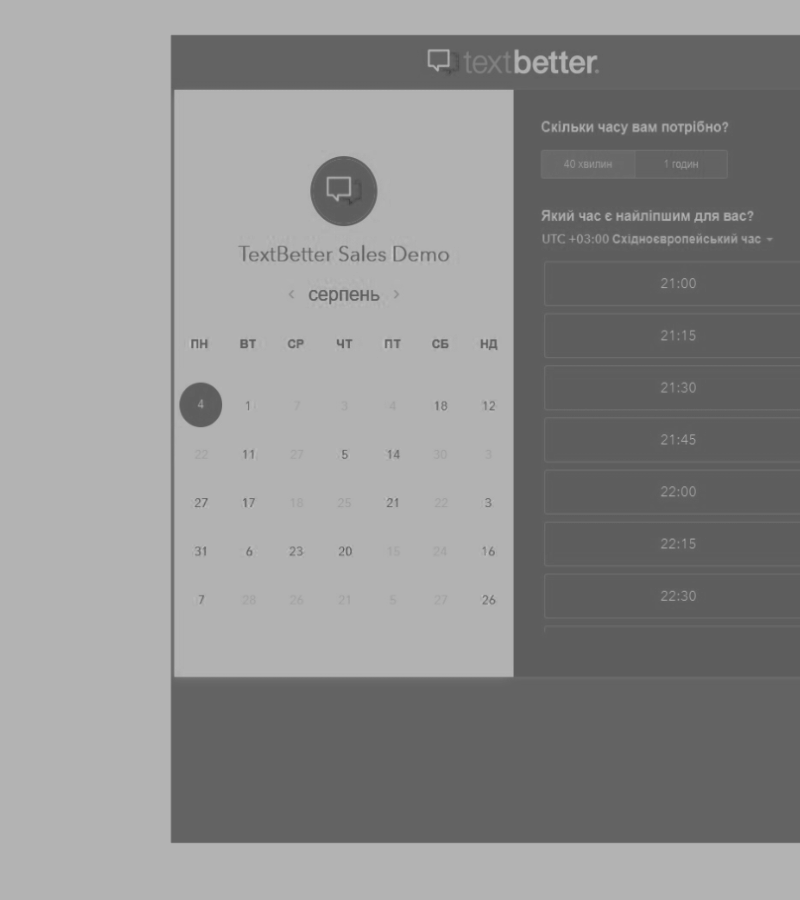 textbetter.
TextBetter Sales Demo
серпень
ПН ВТ СР ЧТ ПТ СБ НД
4 1 7 3 4 18 12
22 11 27 5 14 30 3
27 17 18 25 21 22 3
31 6 23 20 15 24 16
7 28 26 21 5 27 26
Скільки часу вам потрібно?
40 хвилин 1 годин
Який час є найліпшим для вас?
UTC +03:00 Східноєвропейський час
21:00
21:15
21:30
21:45
22:00
22:15
22:30